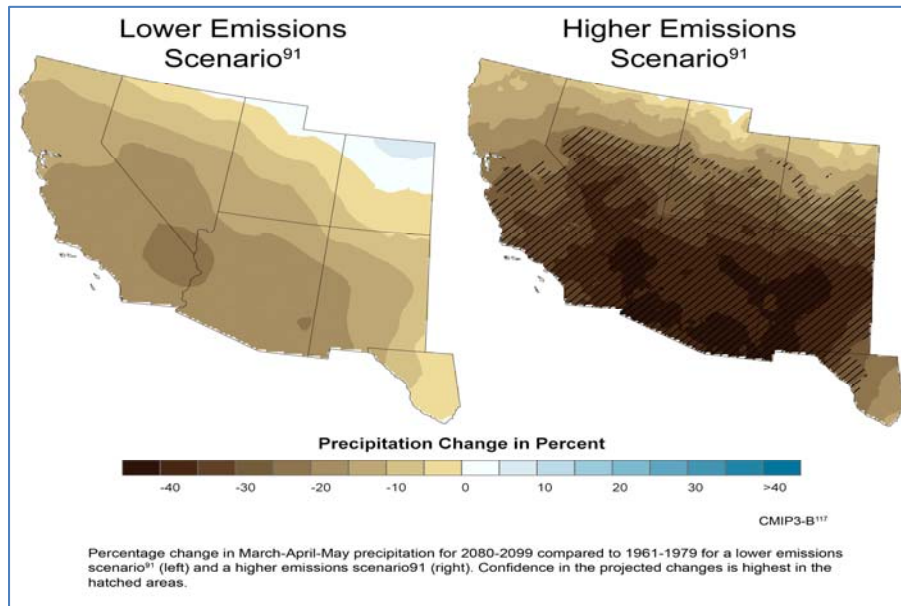 Lower Emissions
Scenario⁹¹
Higher Emissions
Scenario⁹¹
Precipitation Change in Percent
-40 -30 -20 -10 0 10 20 30 >40
CMIP3-B¹¹⁷
Percentage change in March-April-May precipitation for 2080-2099 compared to 1961-1979 for a lower emissions
scenario⁹¹ (left) and a higher emissions scenario91 (right). Confidence in the projected changes is highest in the
hatched areas.